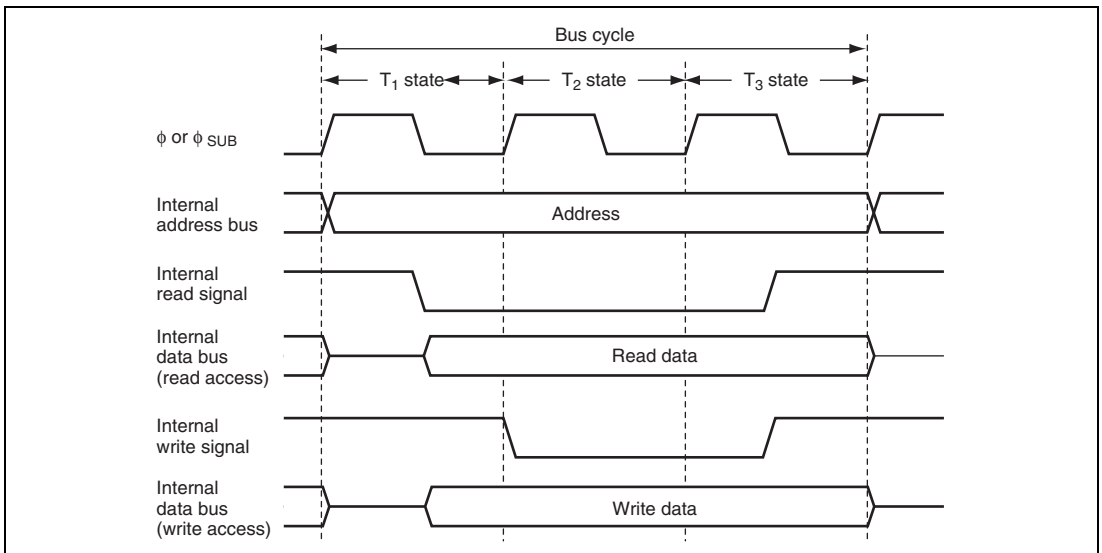 Bus cycle
T1 state
T2 state
T3 state
φ or φ SUB
Internal
address bus
Address
Internal
read signal
Internal
data bus
(read access)
Read data
Internal
write signal
Internal
data bus
(write access)
Write data